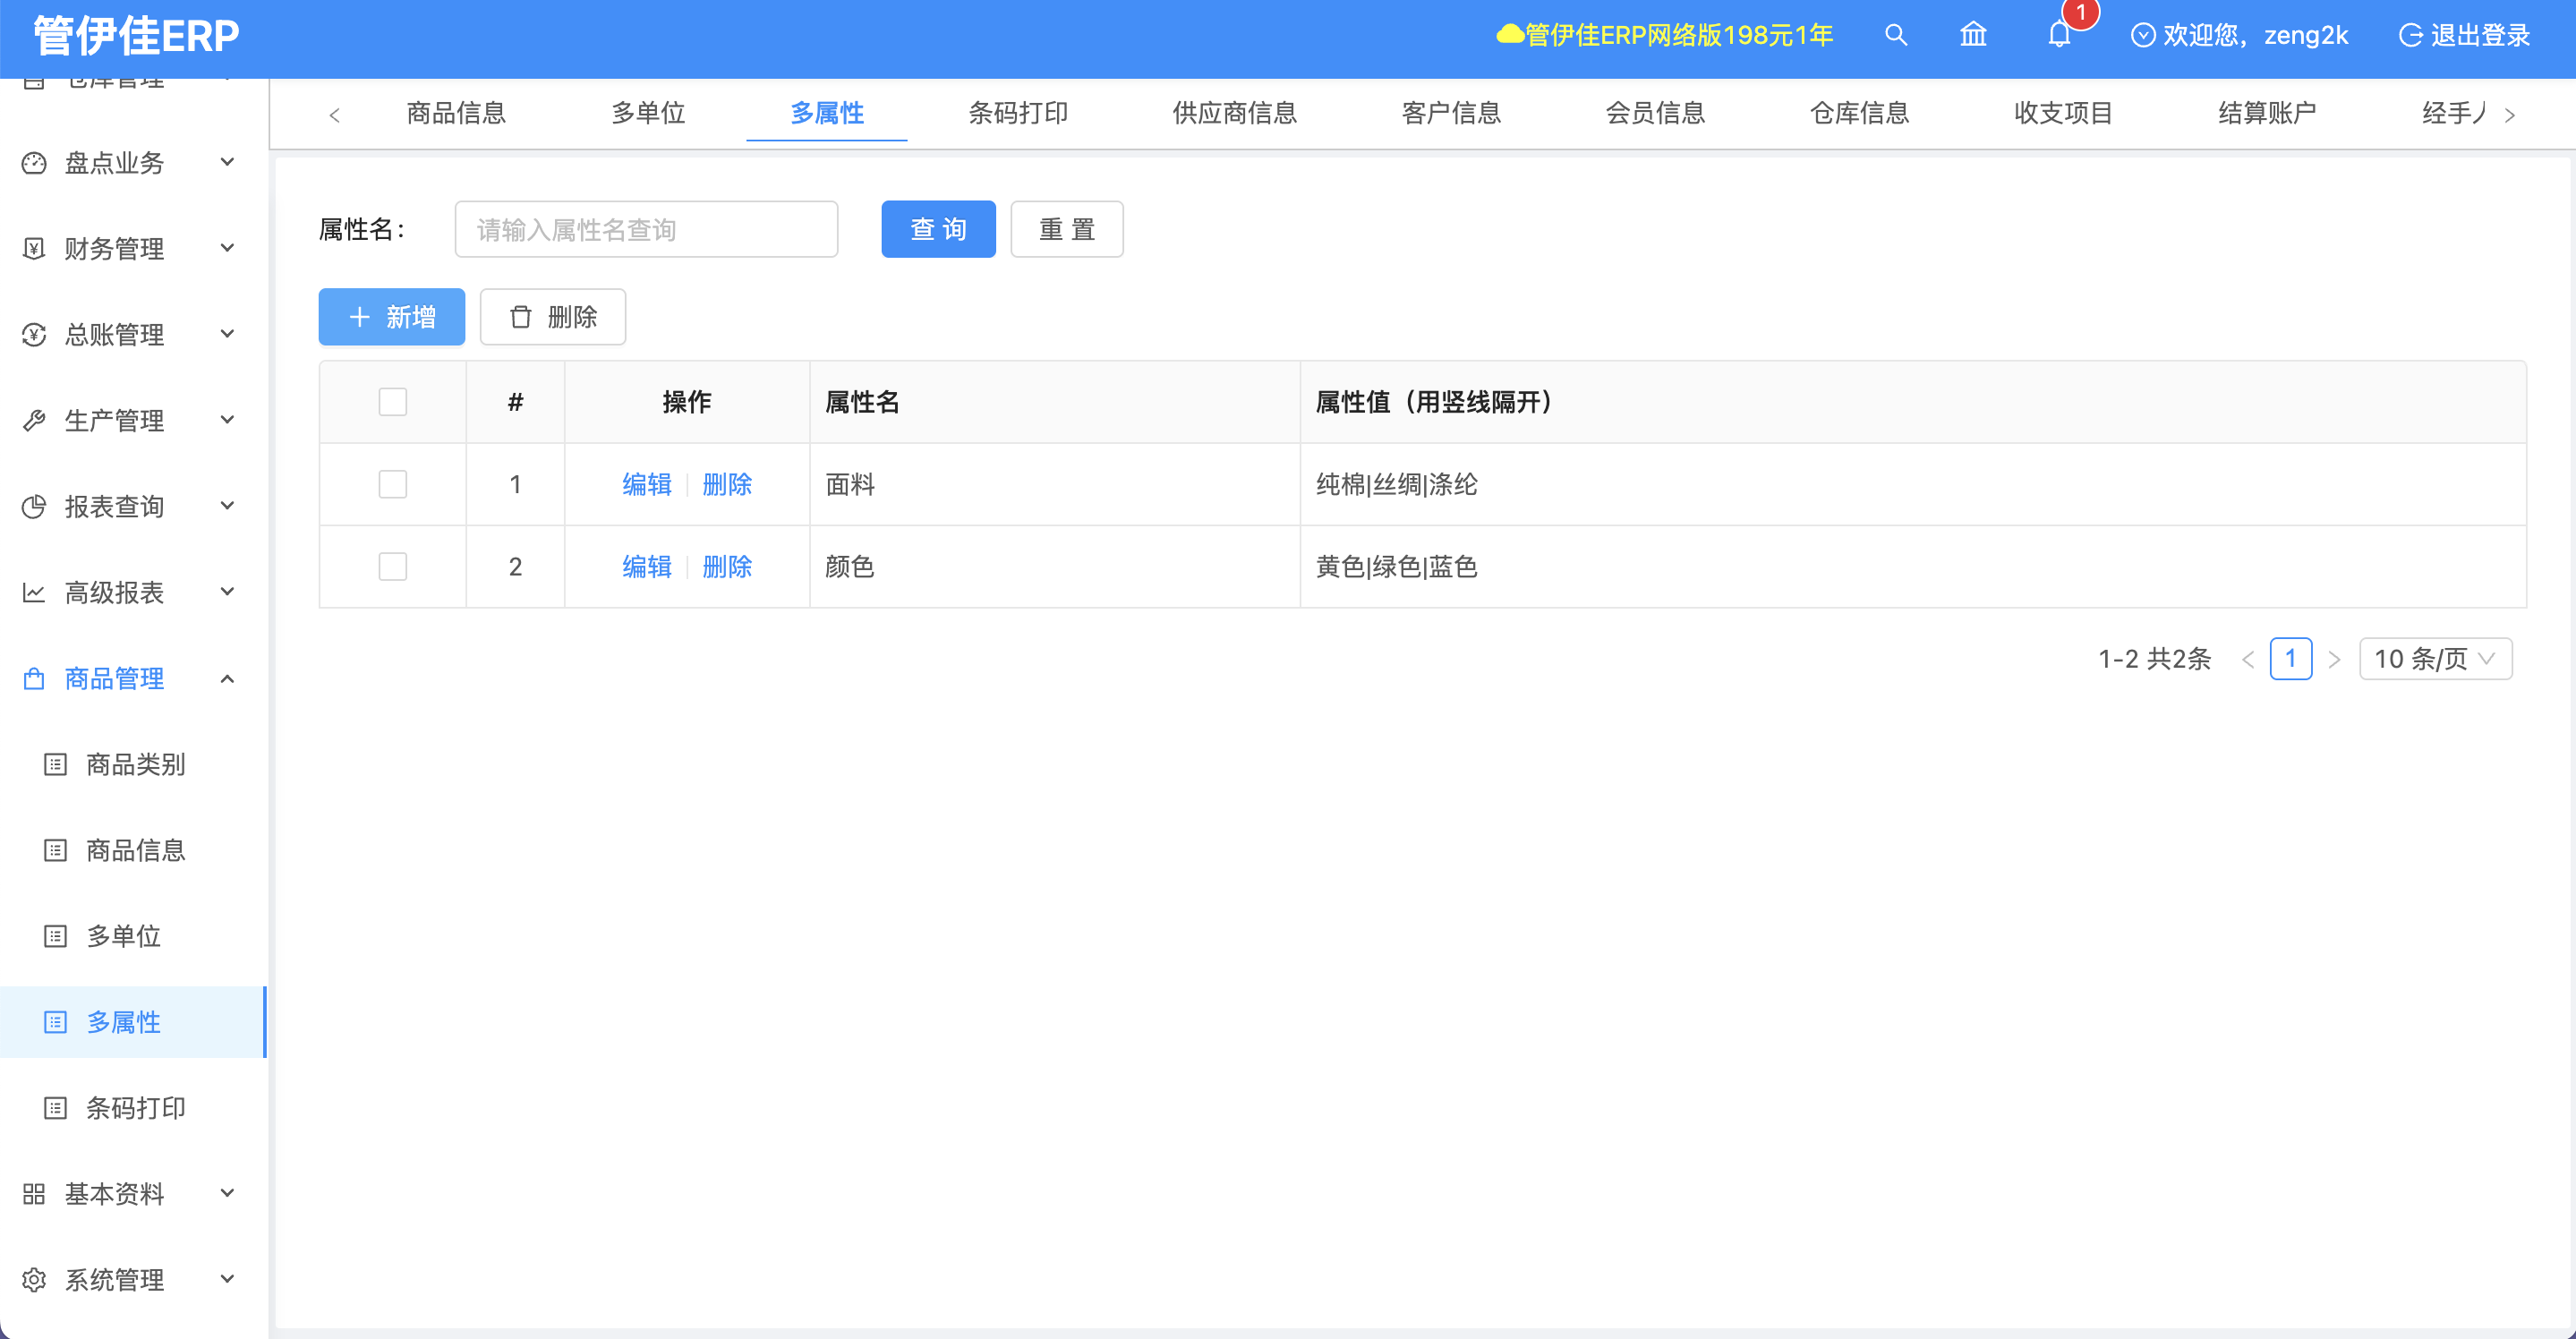 管伊佳ERP
管伊佳ERP网络版198元1年
1
欢迎您，zeng2k
退出登录
仓库管理
盘点业务
财务管理
总账管理
生产管理
报表查询
高级报表
商品管理
商品类别
商品信息
多单位
多属性
条码打印
基本资料
系统管理
商品信息 多单位 多属性 条码打印 供应商信息 客户信息 会员信息 仓库信息 收支项目 结算账户 经手人
属性名： 请输入属性名查询 查 询 重 置
新增 删除
# 操作 属性名 属性值（用竖线隔开）
1 编辑 删除 面料 纯棉|丝绸|涤纶
2 编辑 删除 颜色 黄色|绿色|蓝色
1-2 共2条 1 10 条/页